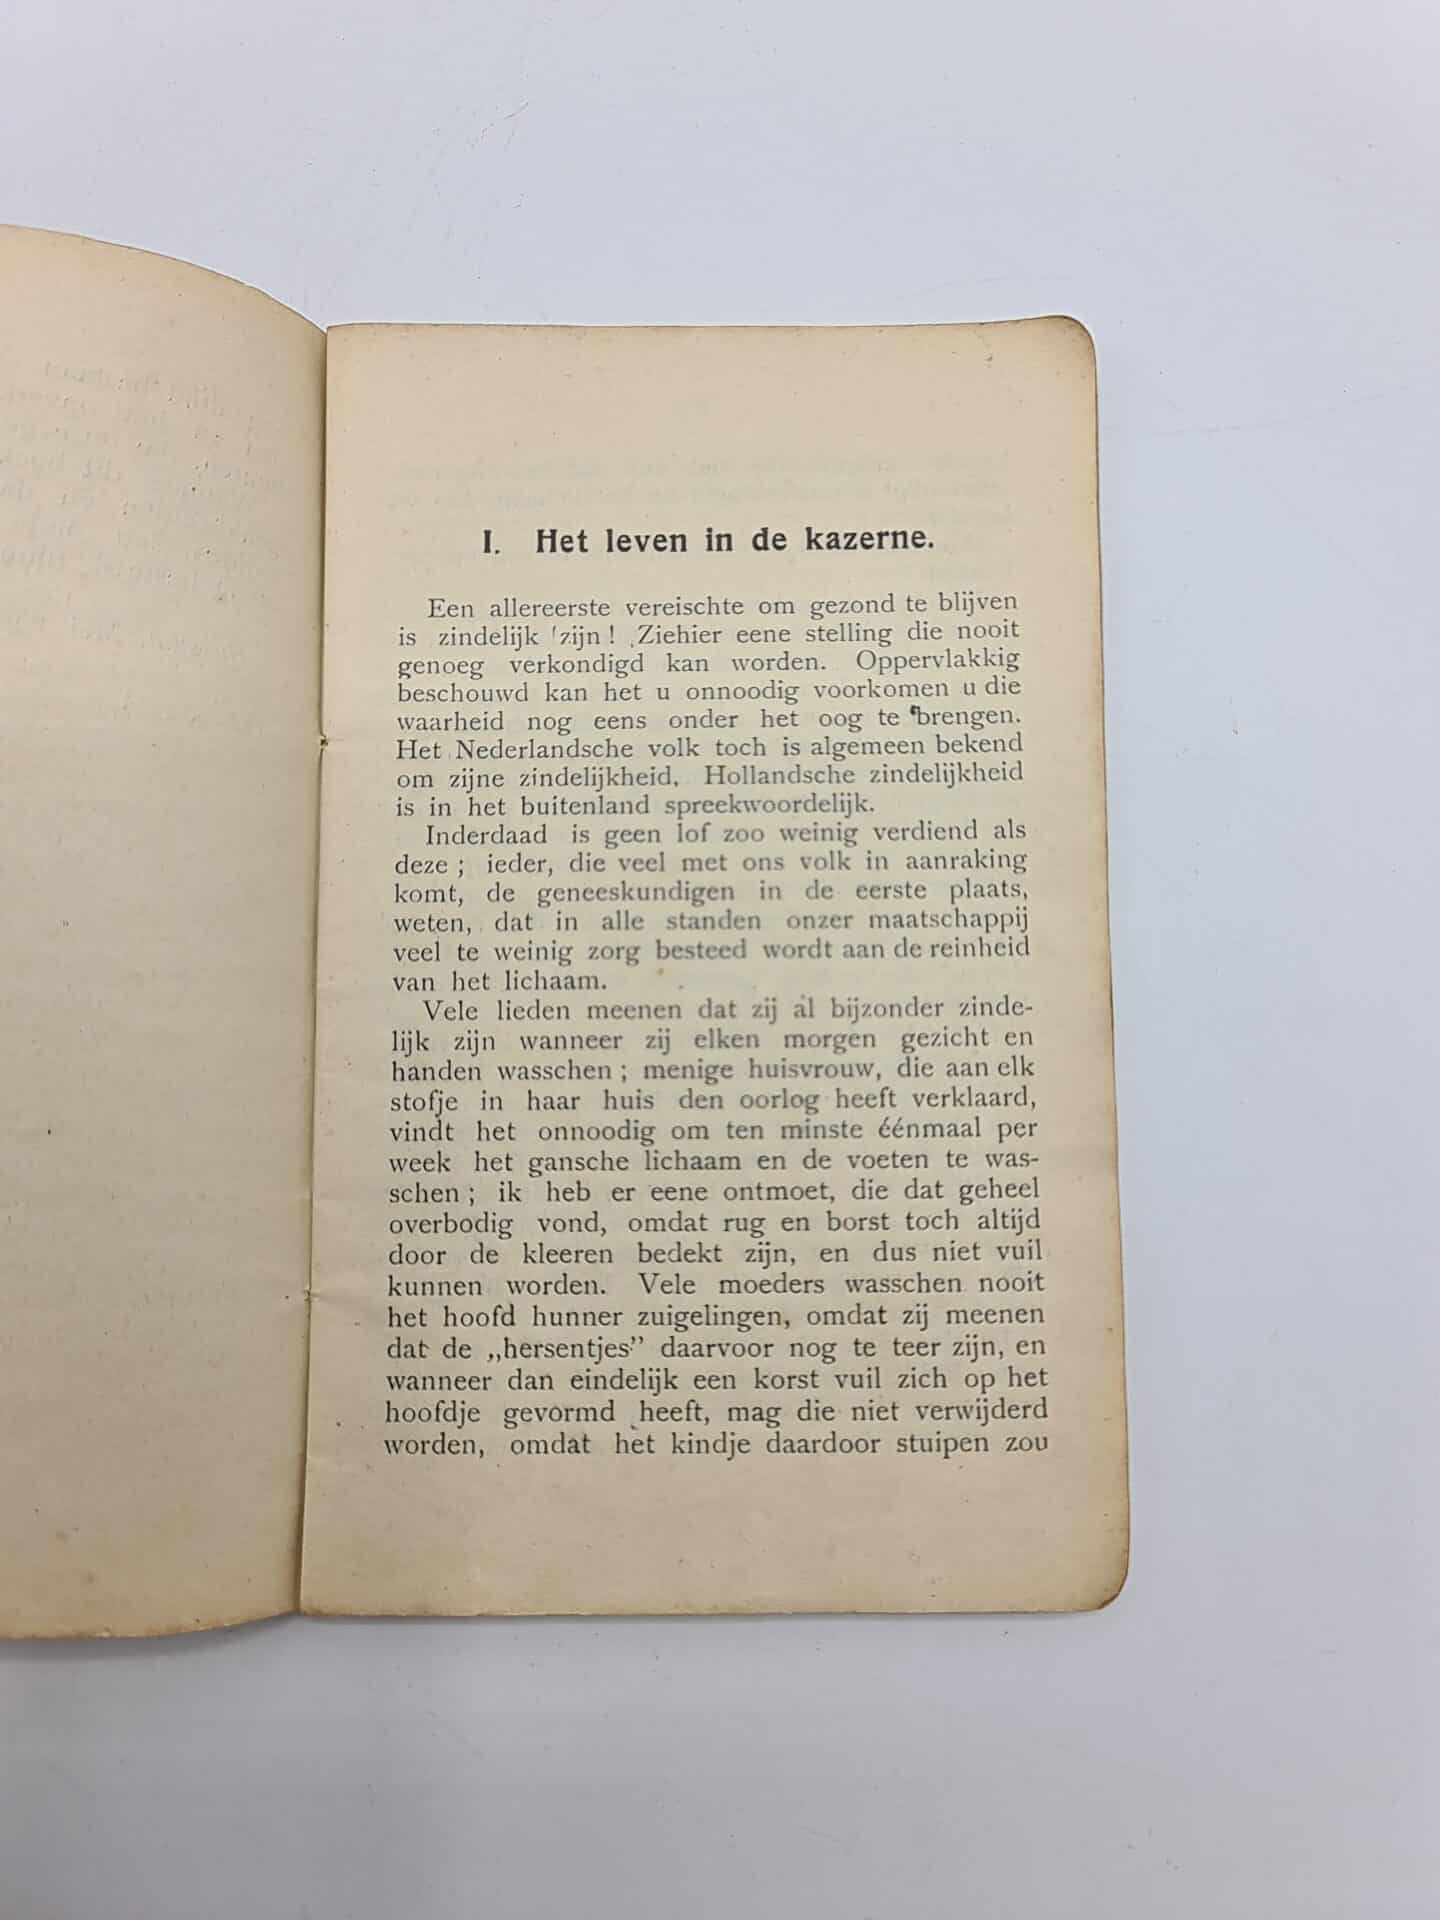 I. Het leven in de kazerne.
Een allereerste vereischte om gezond te blijven
is zindelijk zijn! Ziehier eene stelling die nooit
genoeg verkondigd kan worden. Oppervlakkig
beschouwd kan het u onnoodig voorkomen u die
waarheid nog eens onder het oog te brengen.
Het Nederlandsche volk toch is algemeen bekend
om zijne zindelijkheid. Hollandsche zindelijkheid
is in het buitenland spreekwoordelijk.
Inderdaad is geen lof zoo weinig verdiend als
deze; ieder, die veel met ons volk in aanraking
komt, de geneeskundigen in de eerste plaats,
weten, dat in alle standen onzer maatschappij
veel te weinig zorg besteed wordt aan de reinheid
van het lichaam.
Vele lieden meenen dat zij al bijzonder zinde-
lijk zijn wanneer zij elken morgen gezicht en
handen wasschen; menige huisvrouw, die aan elk
stofje in haar huis den oorlog heeft verklaard,
vindt het onnoodig om ten minste éénmaal per
week het gansche lichaam en de voeten te was-
schen; ik heb er eene ontmoet, die dat geheel
overbodig vond, omdat rug en borst toch altijd
door de kleeren bedekt zijn, en dus niet vuil
kunnen worden. Vele moeders wasschen nooit
het hoofd hunner zuigelingen, omdat zij meenen
dat de „hersentjes” daarvoor nog te teer zijn, en
wanneer dan eindelijk een korst vuil zich op het
hoofdje gevormd heeft, mag die niet verwijderd
worden, omdat het kindje daardoor stuipen zou